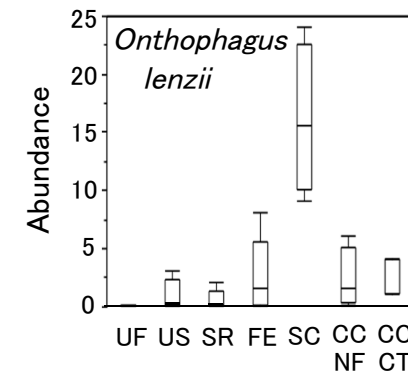 25
Onthophagus
lenzii
20
15
10
5
0
Abundance
UF US SR FE SC CC CC
NF CT